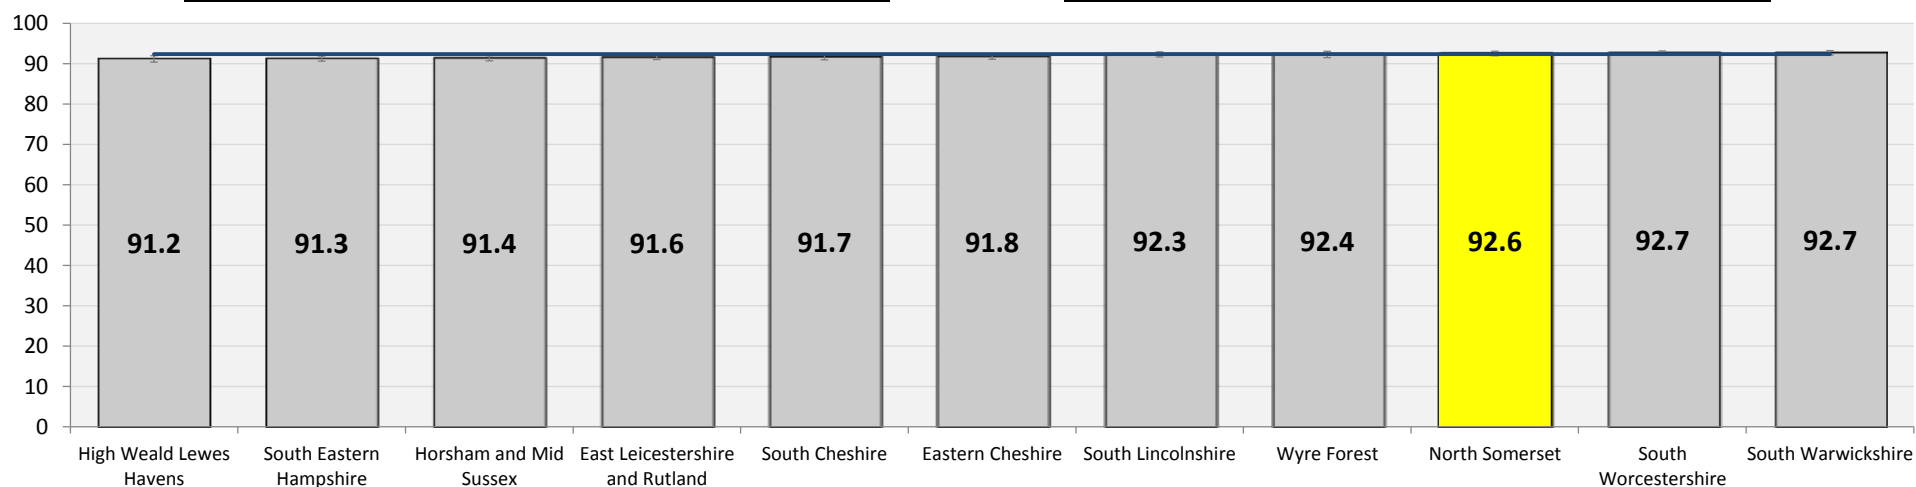 100
90
80
70
60
50
40
30
20
10
0
91.2 91.3 91.4 91.6 91.7 91.8 92.3 92.4 92.6 92.7 92.7
High Weald Lewes Havens
South Eastern Hampshire
Horsham and Mid Sussex
East Leicestershire and Rutland
South Cheshire
Eastern Cheshire
South Lincolnshire
Wyre Forest
North Somerset
South Worcestershire
South Warwickshire